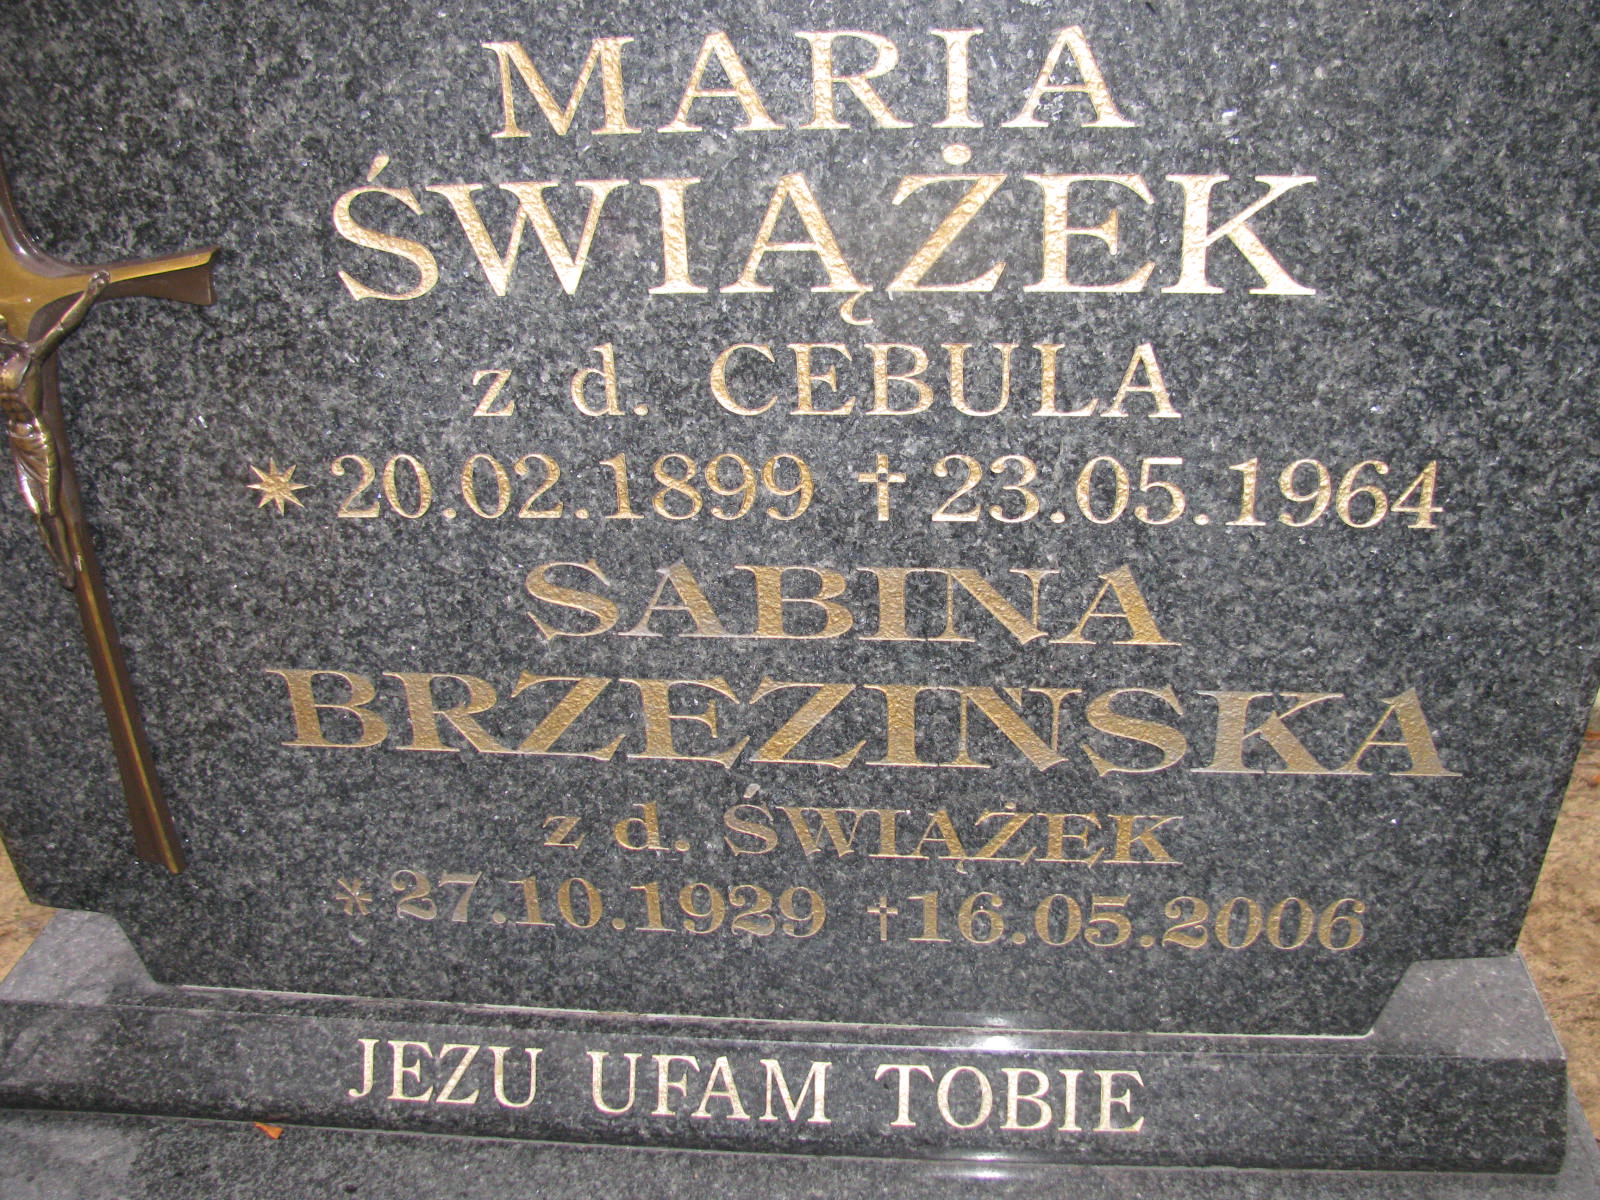 MARIA
ŚWIĄŻEK
z d. CEBULA
* 20.02.1899 † 23.05.1964
SABINA
BRZEZIŃSKA
z d. ŚWIĄŻEK
* 27.10.1929 † 16.05.2006
JEZU UFAM TOBIE